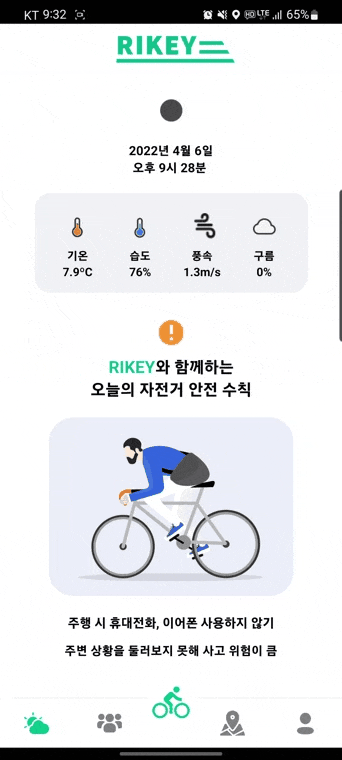 KT 9:32 HD LTE 65%
RIKEY
2022년 4월 6일
오후 9시 28분
기온 습도 풍속 구름
7.9ºC 76% 1.3m/s 0%
RIKEY와 함께하는
오늘의 자전거 안전 수칙
주행 시 휴대전화, 이어폰 사용하지 않기
주변 상황을 둘러보지 못해 사고 위험이 큼